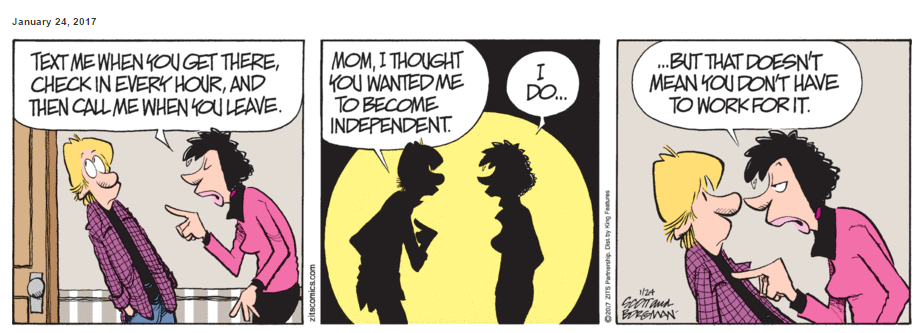 January 24, 2017
TEXT ME WHEN YOU GET THERE,
CHECK IN EVERY HOUR, AND
THEN CALL ME WHEN YOU LEAVE.
zitscomics.com
MOM, I THOUGHT
YOU WANTED ME
TO BECOME
INDEPENDENT.
I
DO...
©2017 ZITS Partnership. Dist. by King Features
...BUT THAT DOESN'T
MEAN YOU DON'T HAVE
TO WORK FOR IT.
1/24
SCOTT and
BORGMAN